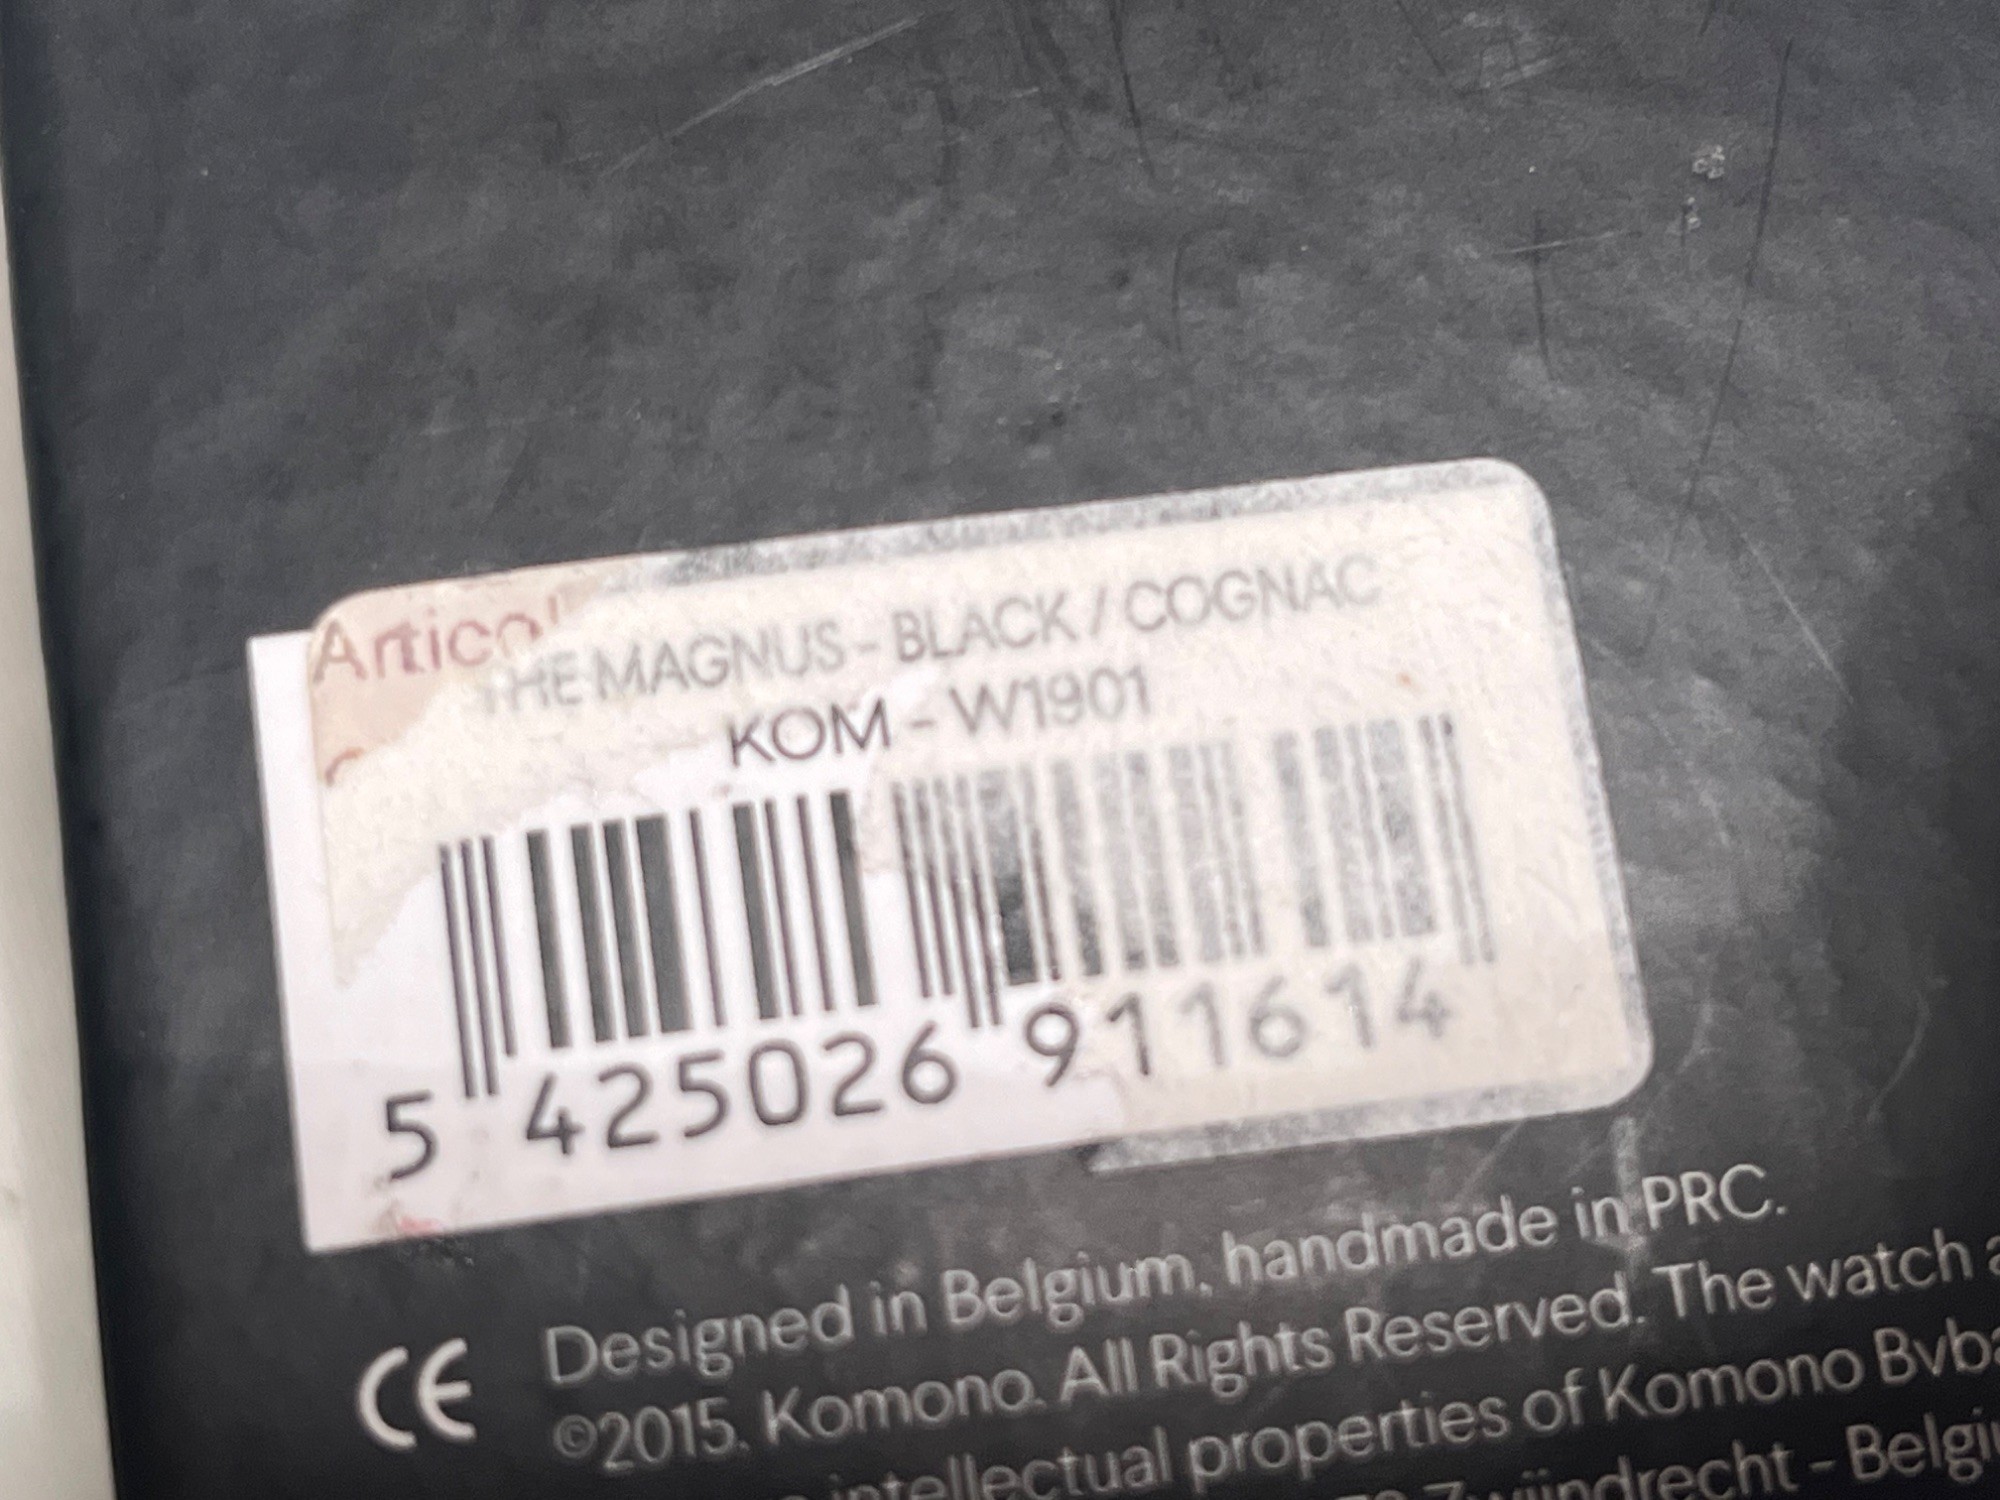 THE MAGNUS - BLACK / COGNAC
KOM - W1901
5 425026 911614
CE Designed in Belgium, handmade in PRC.
©2015. Komono. All Rights Reserved. The watch
intellectual properties of Komono Bvba
Zwijndrecht - Belgi